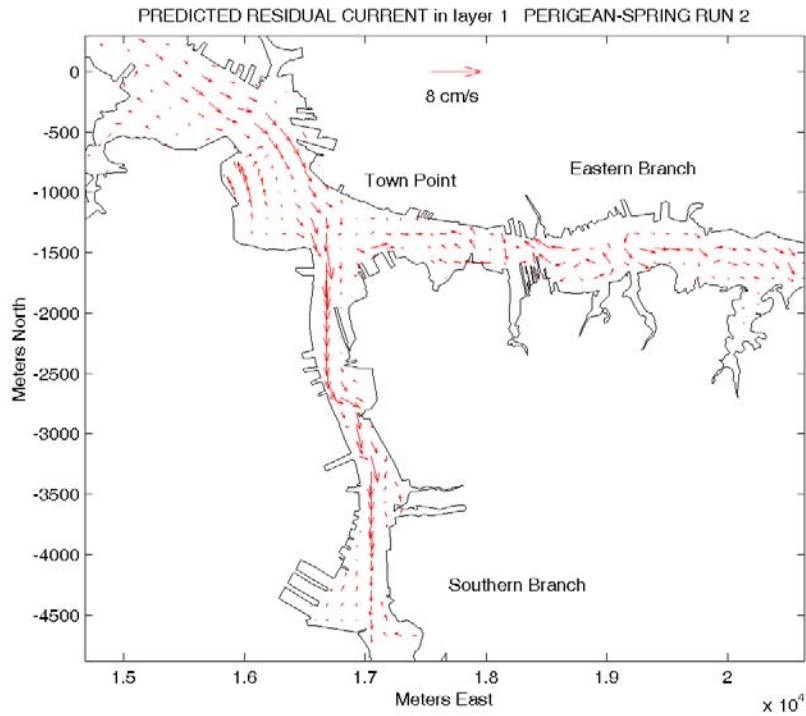 PREDICTED RESIDUAL CURRENT in layer 1 PERIGEAN-SPRING RUN 2
0
8 cm/s
-500
Town Point
Eastern Branch
-1000
-1500
-2000
Meters North
-2500
-3000
-3500
-4000
Southern Branch
-4500
1.5 1.6 1.7 1.8 1.9 2
Meters East
x 10⁴